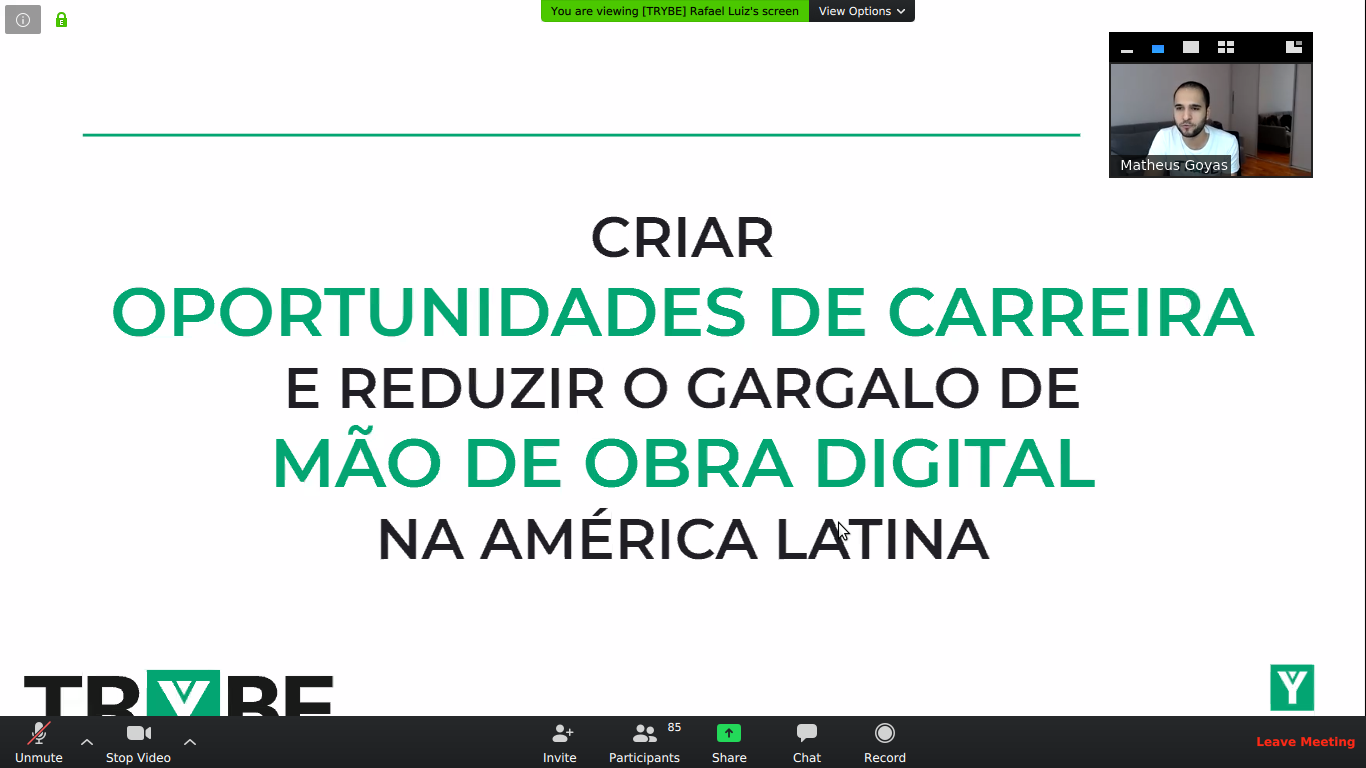 You are viewing [TRYBE] Rafael Luiz's screen
View Options
Matheus Goyas
CRIAR
OPORTUNIDADES DE CARREIRA
E REDUZIR O GARGALO DE
MÃO DE OBRA DIGITAL
NA AMÉRICA LATINA
TRYBE
Y
Unmute
Stop Video
Invite
Participants
85
Share
Chat
Record
Leave Meeting